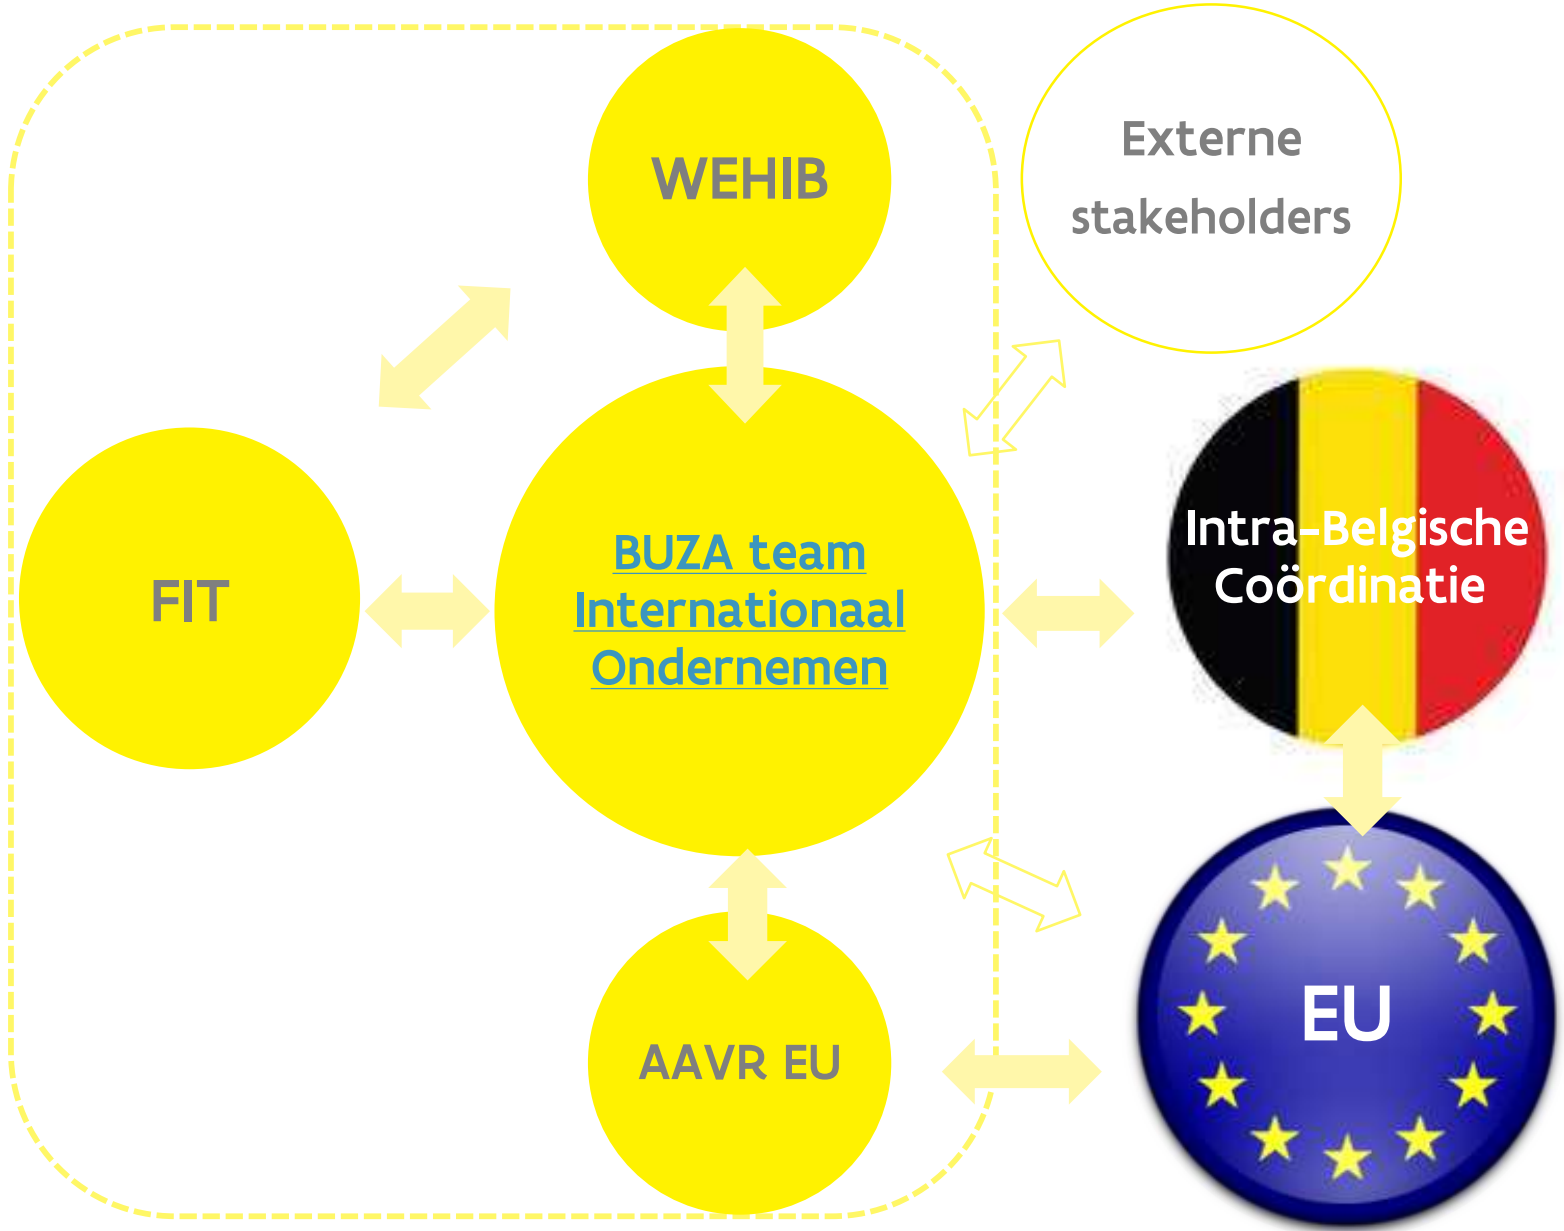 WEHIB
Externe
stakeholders
FIT
BUZA team
Internationaal
Ondernemen
Intra-Belgische
Coördinatie
AAVR EU
EU